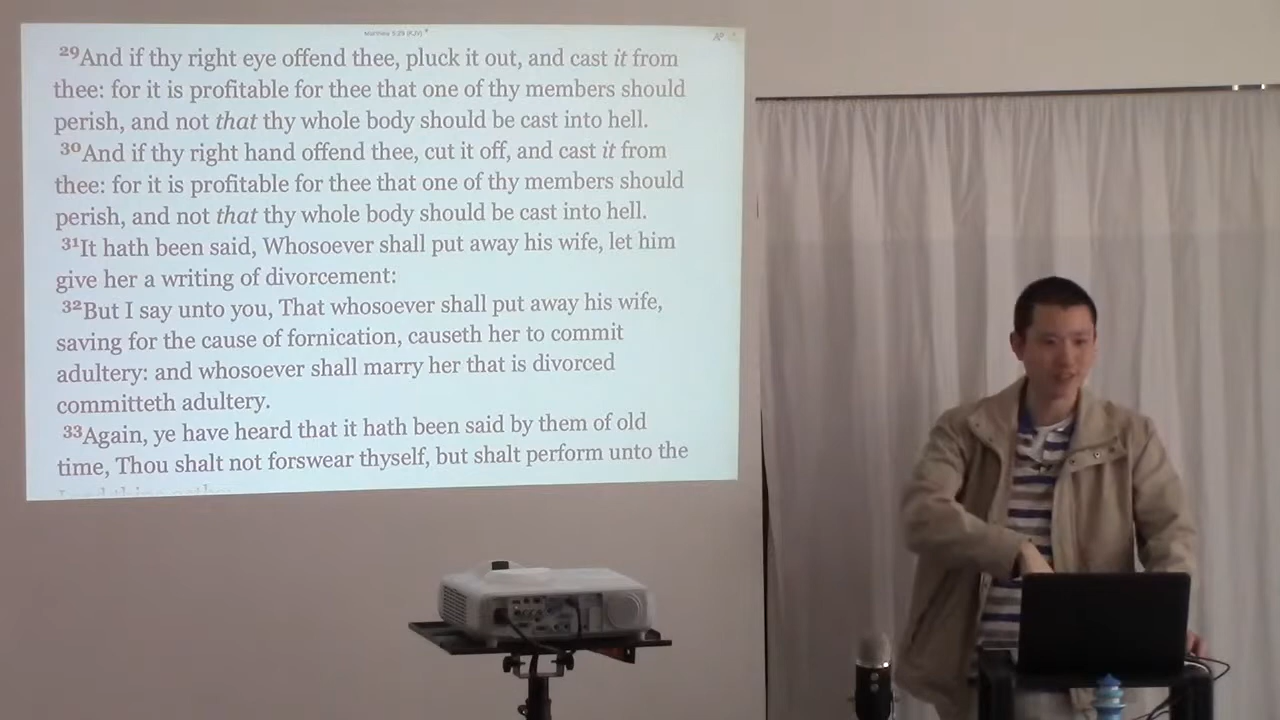 Matthew 5:29 (KJV)
29And if thy right eye offend thee, pluck it out, and cast it from
thee: for it is profitable for thee that one of thy members should
perish, and not that thy whole body should be cast into hell.
30And if thy right hand offend thee, cut it off, and cast it from
thee: for it is profitable for thee that one of thy members should
perish, and not that thy whole body should be cast into hell.
31It hath been said, Whosoever shall put away his wife, let him
give her a writing of divorcement:
32But I say unto you, That whosoever shall put away his wife,
saving for the cause of fornication, causeth her to commit
adultery: and whosoever shall marry her that is divorced
committeth adultery.
33Again, ye have heard that it hath been said by them of old
time, Thou shalt not forswear thyself, but shalt perform unto the